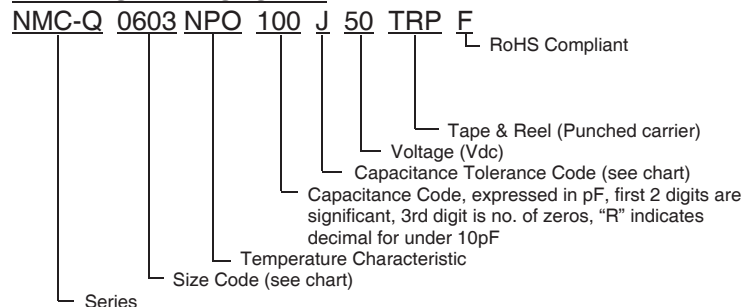 NMC-Q 0603 NPO 100 J 50 TRP F
RoHS Compliant
Tape & Reel (Punched carrier)
Voltage (Vdc)
Capacitance Tolerance Code (see chart)
Capacitance Code, expressed in pF, first 2 digits are
significant, 3rd digit is no. of zeros, “R” indicates
decimal for under 10pF
Temperature Characteristic
Size Code (see chart)
Series